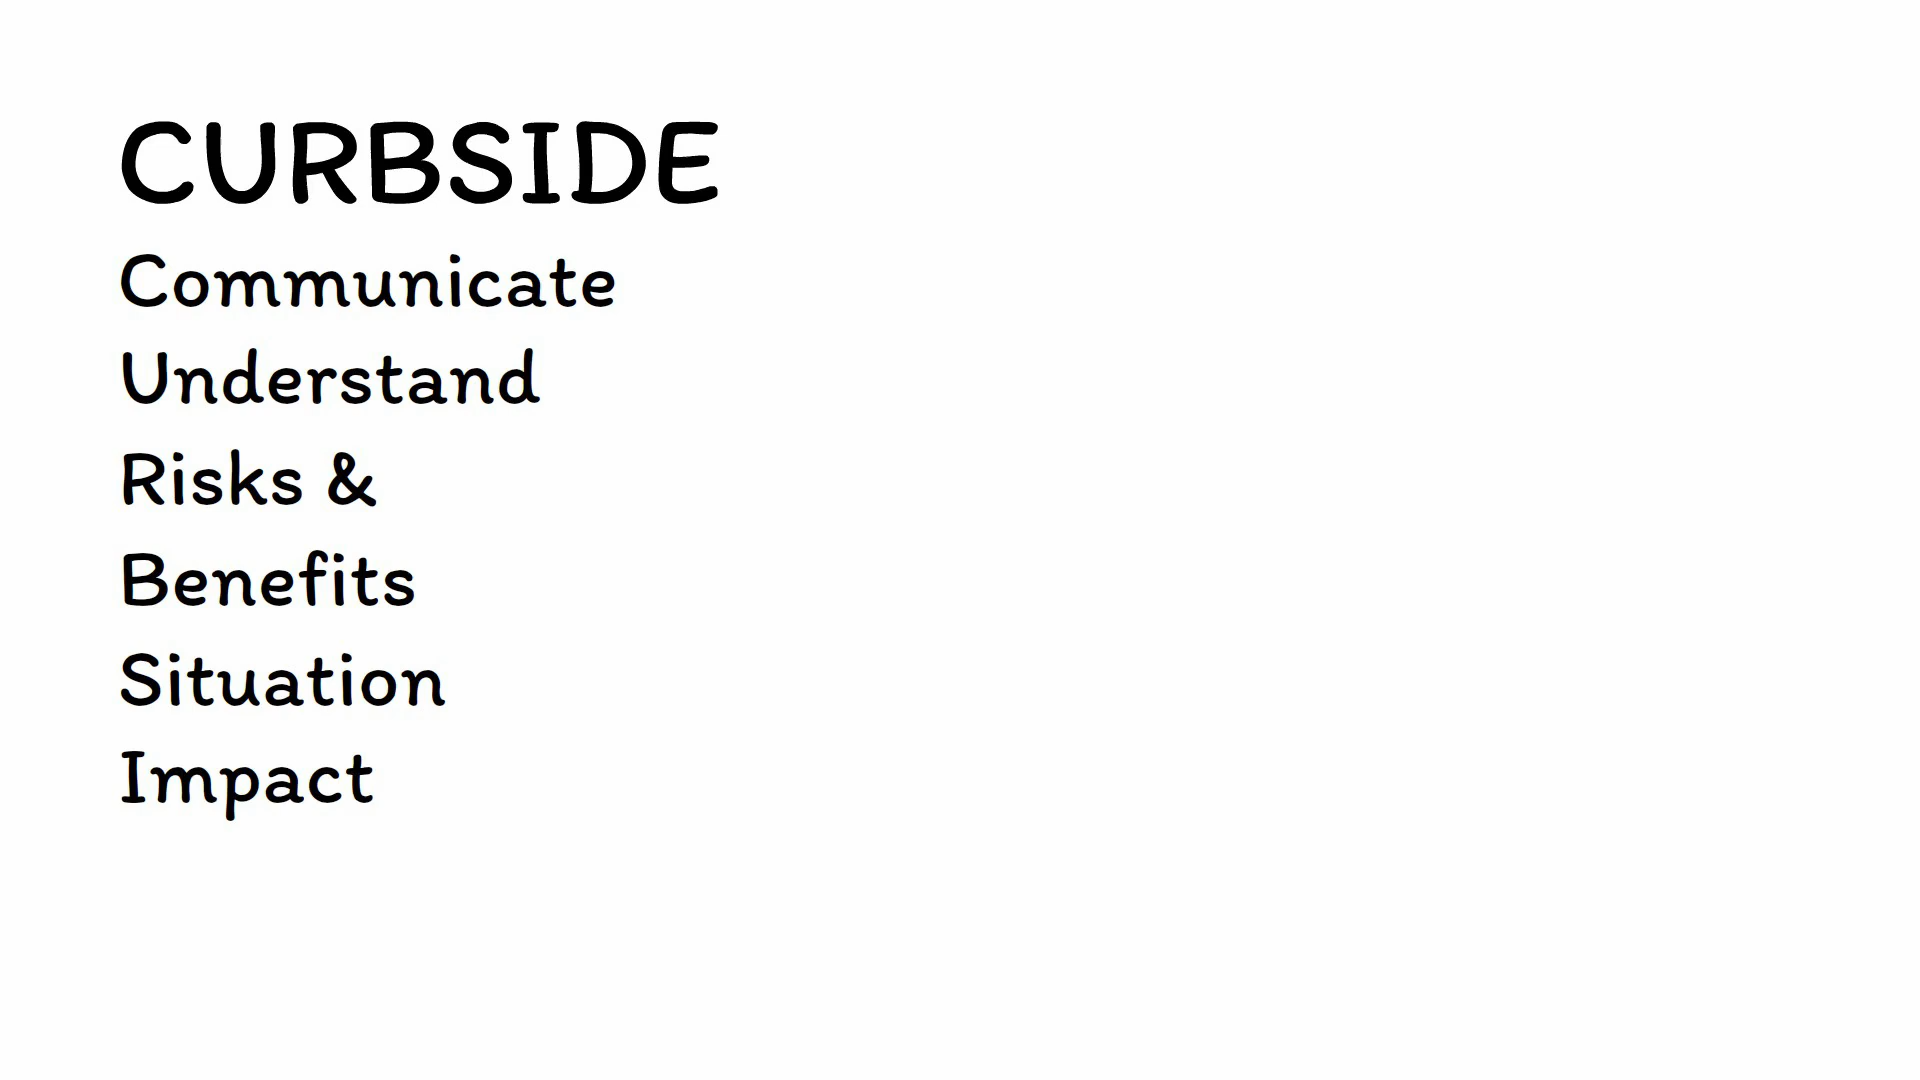 CURBSIDE
Communicate
Understand
Risks &
Benefits
Situation
Impact